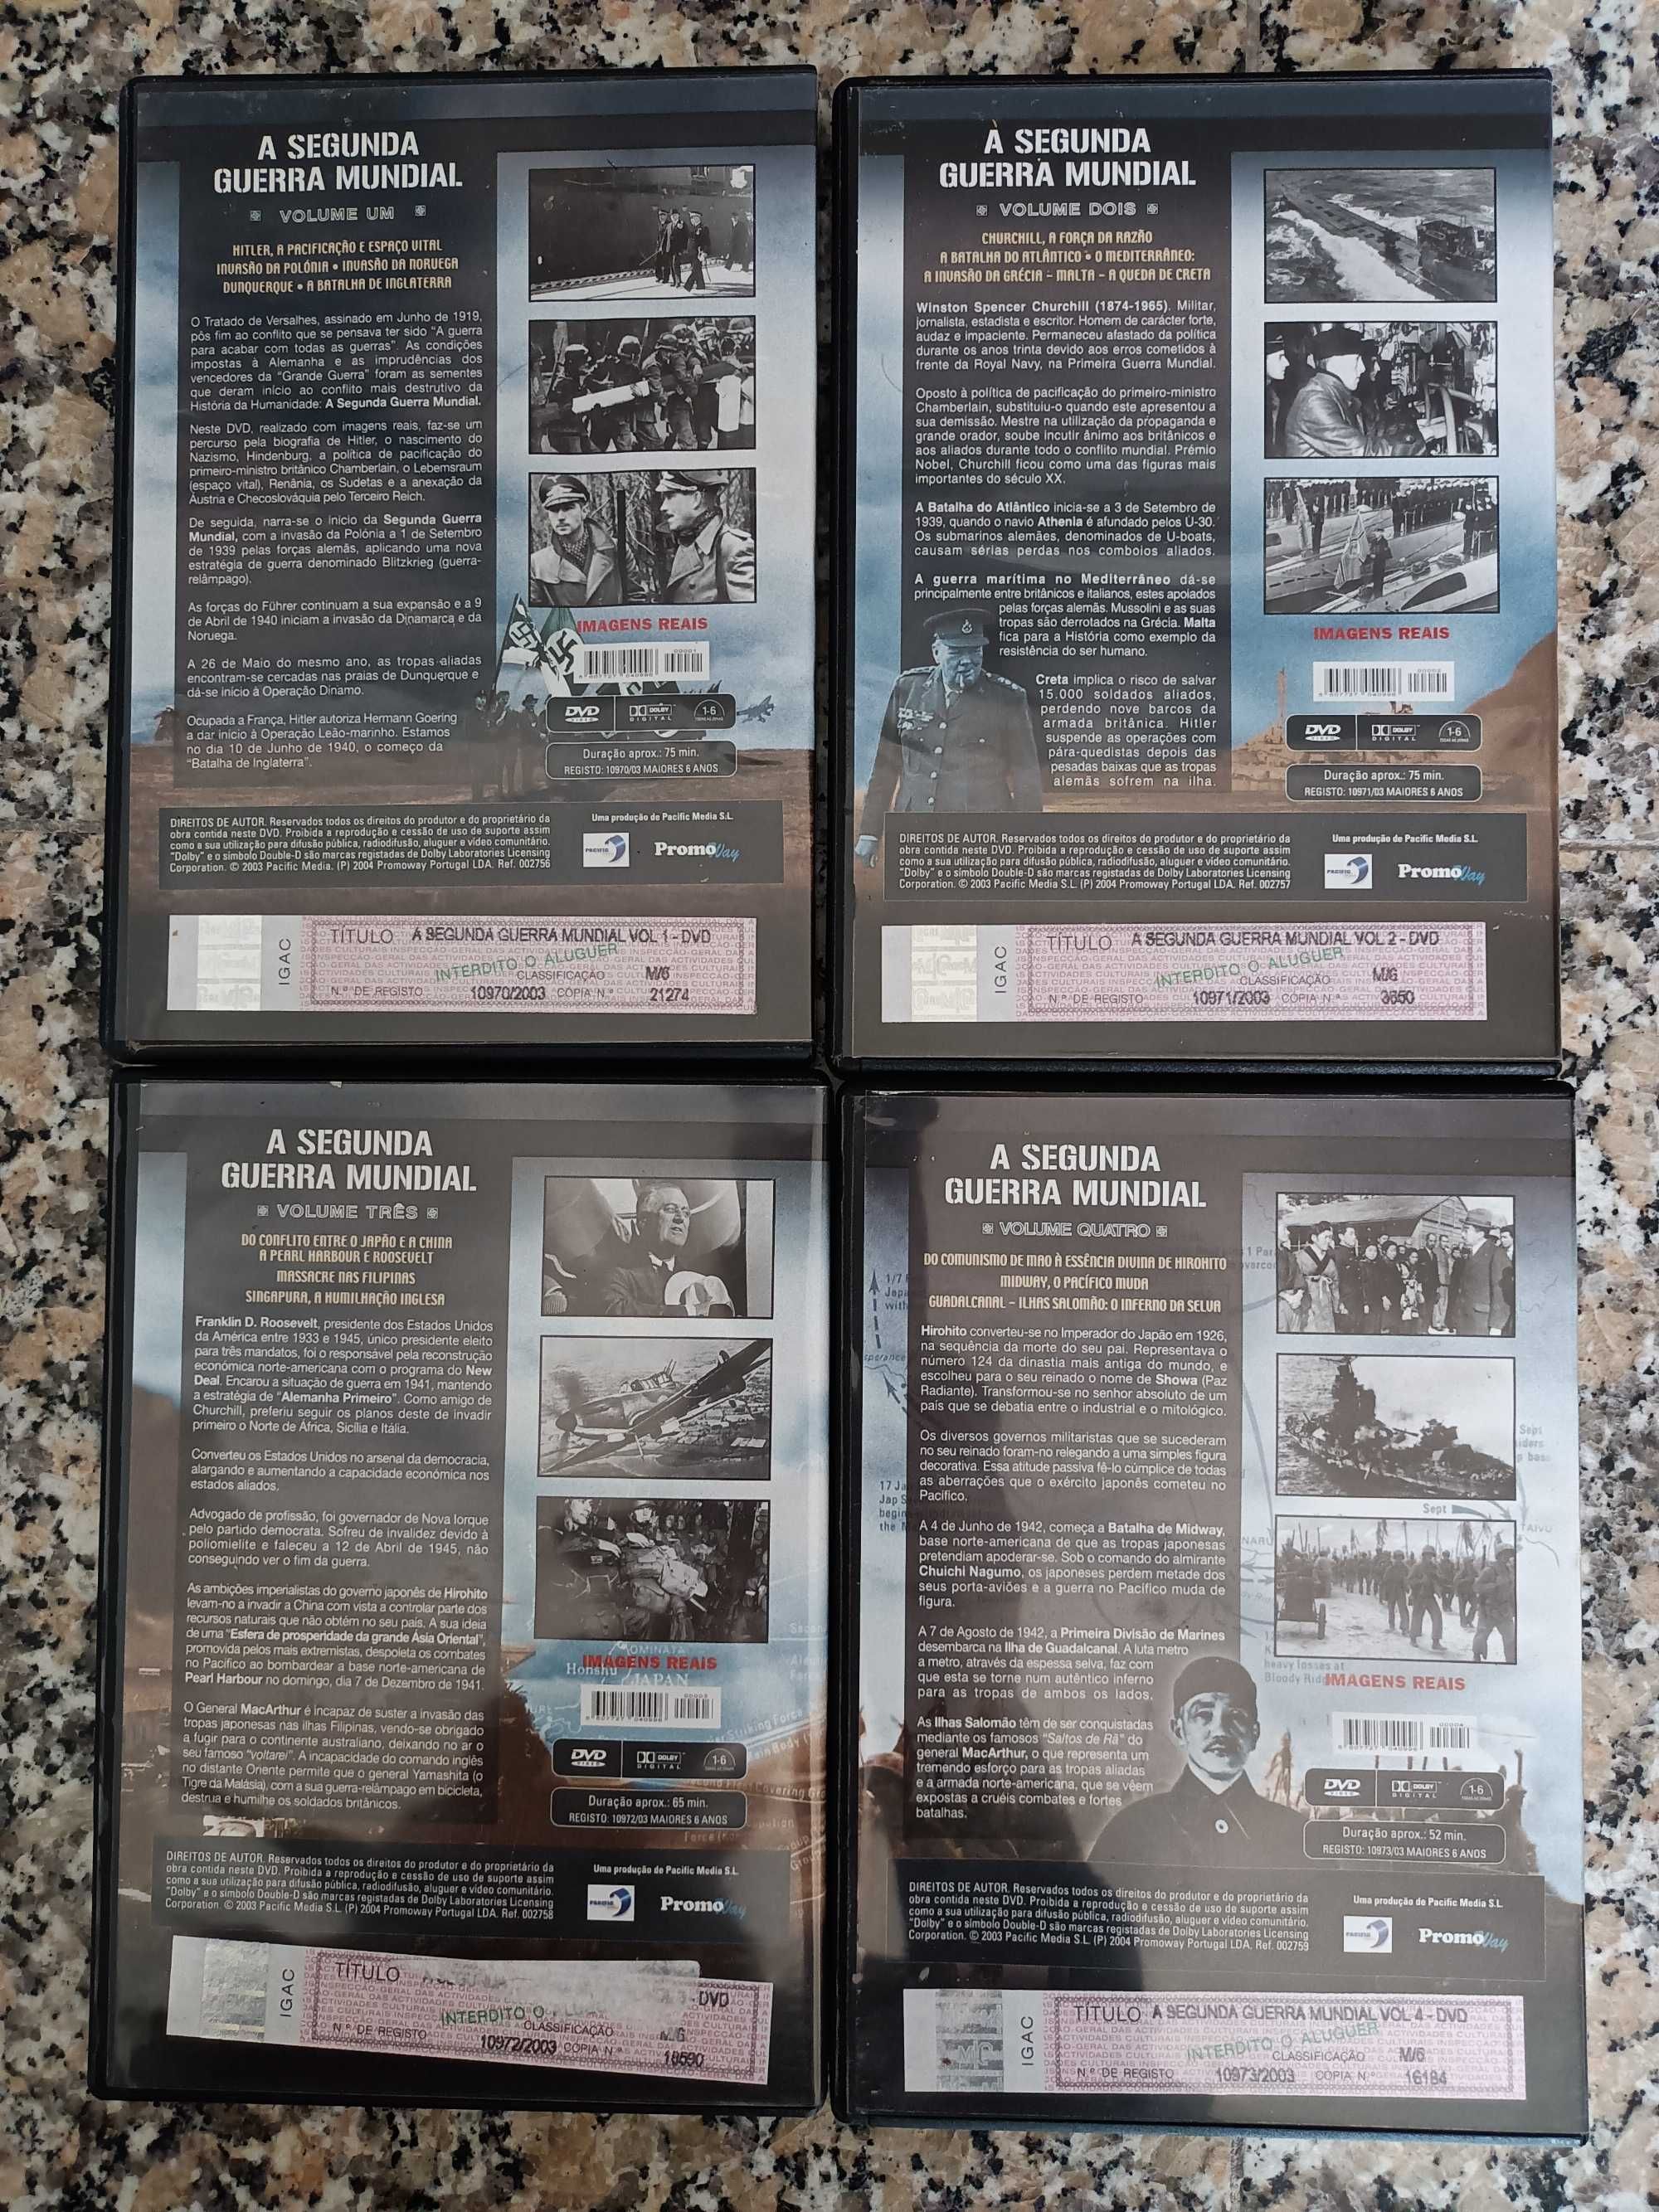 A SEGUNDA
GUERRA MUNDIAL
VOLUME UM
HITLER, A PACIFICAÇÃO E ESPAÇO VITAL
INVASÃO DA POLÓNIA • INVASÃO DA NORUEGA
DUNQUERQUE • A BATALHA DE INGLATERRA
O Tratado de Versalhes, assinado em Junho de 1919,
pôs fim ao conflito que se pensava ter sido "A guerra
para acabar com todas as guerras". As condições
impostas à Alemanha e as imprudências dos
vencedores da "Grande Guerra" foram as sementes
que deram início ao conflito mais destrutivo da
História da Humanidade: A Segunda Guerra Mundial.
Neste DVD, realizado com imagens reais, faz-se um
percurso pela biografia de Hitler, o nascimento do
Nazismo, Hindenburg, a política de pacificação do
primeiro-ministro britânico Chamberlain, o Lebemsraum
(espaço vital), Renânia, os Sudetas e a anexação da
Áustria e Checoslováquia pelo Terceiro Reich.
De seguida, narra-se o início da Segunda Guerra
Mundial, com a invasão da Polónia a 1 de Setembro
de 1939 pelas forças alemãs, aplicando uma nova
estratégia de guerra denominado Blitzkrieg (guerra-
relâmpago).
As forças do Führer continuam a sua expansão e a 9
de Abril de 1940 iniciam a invasão da Dinamarca e da
Noruega.
A 26 de Maio do mesmo ano, as tropas aliadas
encontram-se cercadas nas praias de Dunquerque e
dá-se início à Operação Dínamo.
Ocupada a França, Hitler autoriza Hermann Goering
a dar início à Operação Leão-marinho. Estamos
no dia 10 de Junho de 1940, o começo da
"Batalha de Inglaterra".
IMAGENS REAIS
DVD VIDEO
DOLBY DIGITAL
1-6
Duração aprox.: 75 min.
REGISTO: 10970/03 MAIORES 6 ANOS
DIREITOS DE AUTOR. Reservados todos os direitos do produtor e do proprietário da
obra contida neste DVD. Proibida a reprodução e cessão de uso de suporte assim
como a sua utilização para difusão pública, radiodifusão, aluguer e vídeo comunitário.
"Dolby" e o símbolo Double-D são marcas registadas de Dolby Laboratories Licensing
Corporation. © 2003 Pacific Media. (P) 2004 Promoway Portugal LDA. Ref. 002756
Uma produção de Pacific Media S.L.
PACIFIC
PromoWay
IGAC
TÍTULO A SEGUNDA GUERRA MUNDIAL VOL 1 - DVD
INTERDITO O ALUGUER
CLASSIFICAÇÃO M/6
N.º DE REGISTO 10970/2003 CÓPIA N.º 21274
A SEGUNDA
GUERRA MUNDIAL
VOLUME DOIS
CHURCHILL, A FORÇA DA RAZÃO
A BATALHA DO ATLÂNTICO • O MEDITERRÂNEO:
A INVASÃO DA GRÉCIA – MALTA – A QUEDA DE CRETA
Winston Spencer Churchill (1874-1965). Militar,
jornalista, estadista e escritor. Homem de carácter forte,
audaz e impaciente. Permaneceu afastado da política
durante os anos trinta devido aos erros cometidos à
frente da Royal Navy, na Primeira Guerra Mundial.
Oposto à política de pacificação do primeiro-ministro
Chamberlain, substituiu-o quando este apresentou a
sua demissão. Mestre na utilização da propaganda e
grande orador, soube incutir ânimo aos britânicos e
aos aliados durante todo o conflito mundial. Prémio
Nobel, Churchill ficou como uma das figuras mais
importantes do século XX.
A Batalha do Atlântico inicia-se a 3 de Setembro de
1939, quando o navio Athenia é afundado pelos U-30.
Os submarinos alemães, denominados de U-boats,
causam sérias perdas nos comboios aliados.
A guerra marítima no Mediterrâneo dá-se
principalmente entre britânicos e italianos, estes apoiados
pelas forças alemãs. Mussolini e as suas
tropas são derrotadas na Grécia. Malta
fica para a História como exemplo da
resistência do ser humano.
Creta implica o risco de salvar
15.000 soldados aliados,
perdendo nove barcos da
armada britânica. Hitler
suspende as operações com
pára-quedistas depois das
pesadas baixas que as tropas
alemãs sofrem na ilha.
IMAGENS REAIS
DVD VIDEO
DOLBY DIGITAL
1-6
Duração aprox.: 75 min.
REGISTO: 10971/03 MAIORES 6 ANOS
DIREITOS DE AUTOR. Reservados todos os direitos do produtor e do proprietário da
obra contida neste DVD. Proibida a reprodução e cessão de uso de suporte assim
como a sua utilização para difusão pública, radiodifusão, aluguer e vídeo comunitário.
"Dolby" e o símbolo Double-D são marcas registadas de Dolby Laboratories Licensing
Corporation. © 2003 Pacific Media S.L. (P) 2004 Promoway Portugal LDA. Ref. 002757
Uma produção de Pacific Media S.L.
PACIFIC
PromoWay
IGAC
TÍTULO A SEGUNDA GUERRA MUNDIAL VOL 2 - DVD
INTERDITO O ALUGUER
CLASSIFICAÇÃO M/6
N.º DE REGISTO 10971/2003 CÓPIA N.º 3650
A SEGUNDA
GUERRA MUNDIAL
VOLUME TRÊS
DO CONFLITO ENTRE O JAPÃO E A CHINA
A PEARL HARBOUR E ROOSEVELT
MASSACRE NAS FILIPINAS
SINGAPURA, A HUMILHAÇÃO INGLESA
Franklin D. Roosevelt, presidente dos Estados Unidos
da América entre 1933 e 1945, único presidente eleito
para três mandatos, foi o responsável pela reconstrução
económica norte-americana com o programa do New
Deal. Encarou a situação de guerra em 1941, mantendo
a estratégia de "Alemanha Primeiro". Como amigo de
Churchill, preferiu seguir os planos deste de invadir
primeiro o Norte de África, Sicília e Itália.
Converteu os Estados Unidos no arsenal da democracia,
alargando e aumentando a capacidade económica nos
estados aliados.
Advogado de profissão, foi governador de Nova Iorque
pelo partido democrata. Sofreu de invalidez devido à
poliomielite e faleceu a 12 de Abril de 1945, não
conseguindo ver o fim da guerra.
As ambições imperialistas do governo japonês de Hirohito
levam-no a invadir a China com vista a controlar parte dos
recursos naturais que não obtém no seu país. A sua ideia
de uma "Esfera de prosperidade da grande Ásia Oriental",
promovida pelos mais extremistas, despoleta os combates
no Pacífico ao bombardear a base norte-americana de
Pearl Harbour no domingo, dia 7 de Dezembro de 1941.
O General MacArthur é incapaz de suster a invasão das
tropas japonesas nas ilhas Filipinas, vendo-se obrigado
a fugir para o continente australiano, deixando no ar o
seu famoso "voltarei". A incapacidade do comando inglês
no distante Oriente permite que o general Yamashita (o
Tigre da Malásia), com a sua guerra-relâmpago em bicicleta,
destrua e humilhe os soldados britânicos.
Honshu JAPAN
IMAGENS REAIS
DVD VIDEO
DOLBY DIGITAL
1-6
Duração aprox.: 65 min.
REGISTO: 10972/03 MAIORES 6 ANOS
DIREITOS DE AUTOR. Reservados todos os direitos do produtor e do proprietário da
obra contida neste DVD. Proibida a reprodução e cessão de uso de suporte assim
como a sua utilização para difusão pública, radiodifusão, aluguer e vídeo comunitário.
"Dolby" e o símbolo Double-D são marcas registadas de Dolby Laboratories Licensing
Corporation. © 2003 Pacific Media S.L. (P) 2004 Promoway Portugal LDA. Ref. 002758
Uma produção de Pacific Media S.L.
PACIFIC
PromoWay
IGAC
TÍTULO 3 - DVD
INTERDITO O
CLASSIFICAÇÃO M/6
N.º DE REGISTO 10972/2003 CÓPIA N.º 10590
A SEGUNDA
GUERRA MUNDIAL
VOLUME QUATRO
DO COMUNISMO DE MAO À ESSÊNCIA DIVINA DE HIROHITO
MIDWAY, O PACÍFICO MUDA
GUADALCANAL – ILHAS SALOMÃO: O INFERNO DA SELVA
Hirohito converteu-se no Imperador do Japão em 1926,
na sequência da morte do seu pai. Representava o
número 124 da dinastia mais antiga do mundo, e
escolheu para o seu reinado o nome de Showa (Paz
Radiante). Transformou-se no senhor absoluto de um
país que se debatia entre o industrial e o mitológico.
Os diversos governos militaristas que se sucederam
no seu reinado foram-no relegando a uma simples figura
decorativa. Essa atitude passiva fê-lo cúmplice de todas
as aberrações que o exército japonês cometeu no
Pacífico.
A 4 de Junho de 1942, começa a Batalha de Midway,
base norte-americana de que as tropas japonesas
pretendiam apoderar-se. Sob o comando do almirante
Chuichi Nagumo, os japoneses perdem metade dos
seus porta-aviões e a guerra no Pacífico muda de
figura.
A 7 de Agosto de 1942, a Primeira Divisão de Marines
desembarca na Ilha de Guadalcanal. A luta metro
a metro, através da espessa selva, faz com
que esta se torne num autêntico inferno
para as tropas de ambos os lados.
As Ilhas Salomão têm de ser conquistadas
mediante os famosos "Saltos de Rã" do
general MacArthur, o que representa um
tremendo esforço para as tropas aliadas
e a armada norte-americana, que se vêem
expostas a cruéis combates e fortes
batalhas.
Sept
heavy losses at
IMAGENS REAIS
DVD VIDEO
DOLBY DIGITAL
1-6
Duração aprox.: 52 min.
REGISTO: 10973/03 MAIORES 6 ANOS
DIREITOS DE AUTOR. Reservados todos os direitos do produtor e do proprietário da
obra contida neste DVD. Proibida a reprodução e cessão de uso de suporte assim
como a sua utilização para difusão pública, radiodifusão, aluguer e vídeo comunitário.
"Dolby" e o símbolo Double-D são marcas registadas de Dolby Laboratories Licensing
Corporation. © 2003 Pacific Media S.L. (P) 2004 Promoway Portugal LDA. Ref. 002759
Uma produção de Pacific Media S.L.
PACIFIC
PromoWay
IGAC
TÍTULO A SEGUNDA GUERRA MUNDIAL VOL 4 - DVD
INTERDITO O ALUGUER
CLASSIFICAÇÃO M/6
N.º DE REGISTO 10973/2003 CÓPIA N.º 16184